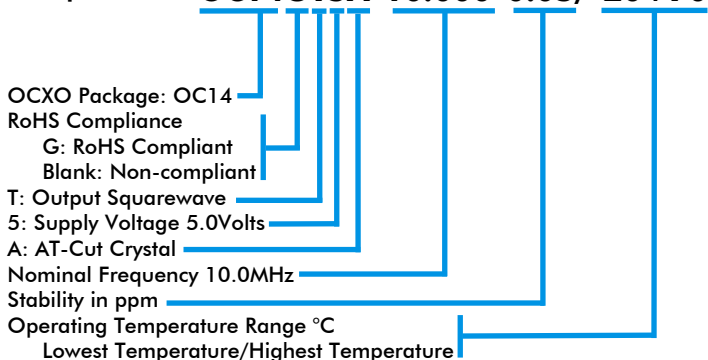 OCXO Package: OC14
RoHS Compliance
G: RoHS Compliant
Blank: Non-compliant
T: Output Squarewave
5: Supply Voltage 5.0Volts
A: AT-Cut Crystal
Nominal Frequency 10.0MHz
Stability in ppm
Operating Temperature Range °C
Lowest Temperature/Highest Temperature